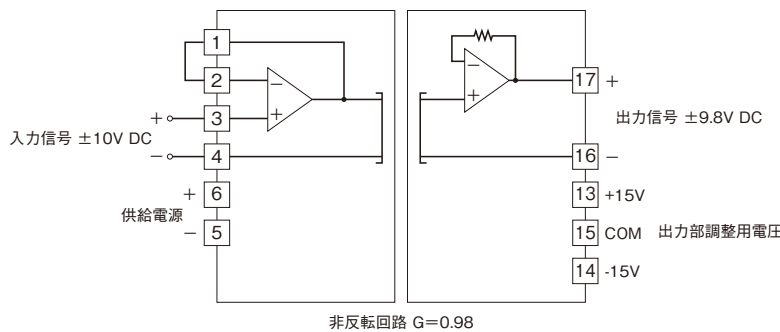 1
2
− 
+
3
4
+
−
入力信号 ±10V DC
+
6
供給電源
−
5
−
+
17
+
出力信号 ±9.8V DC
16
−
13
+15V
15
COM
出力部調整用電圧
14
-15V
非反転回路 G=0.98